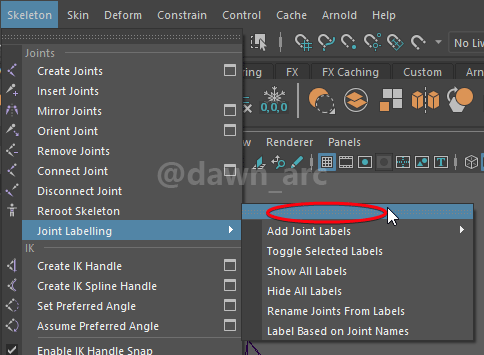 Skeleton Skin Deform Constrain Control Cache Arnold Help
No Liv
Joints
Create Joints
Insert Joints
Mirror Joints
Orient Joint
Remove Joints
Connect Joint
Disconnect Joint
Reroot Skeleton
Joint Labelling
IK
Create IK Handle
Create IK Spline Handle
Set Preferred Angle
Assume Preferred Angle
Enable IK Handle Snap
ring FX FX Caching Custom Arn
0,0,0
w Renderer Panels
@dawn_arc
Add Joint Labels
Toggle Selected Labels
Show All Labels
Hide All Labels
Rename Joints From Labels
Label Based on Joint Names